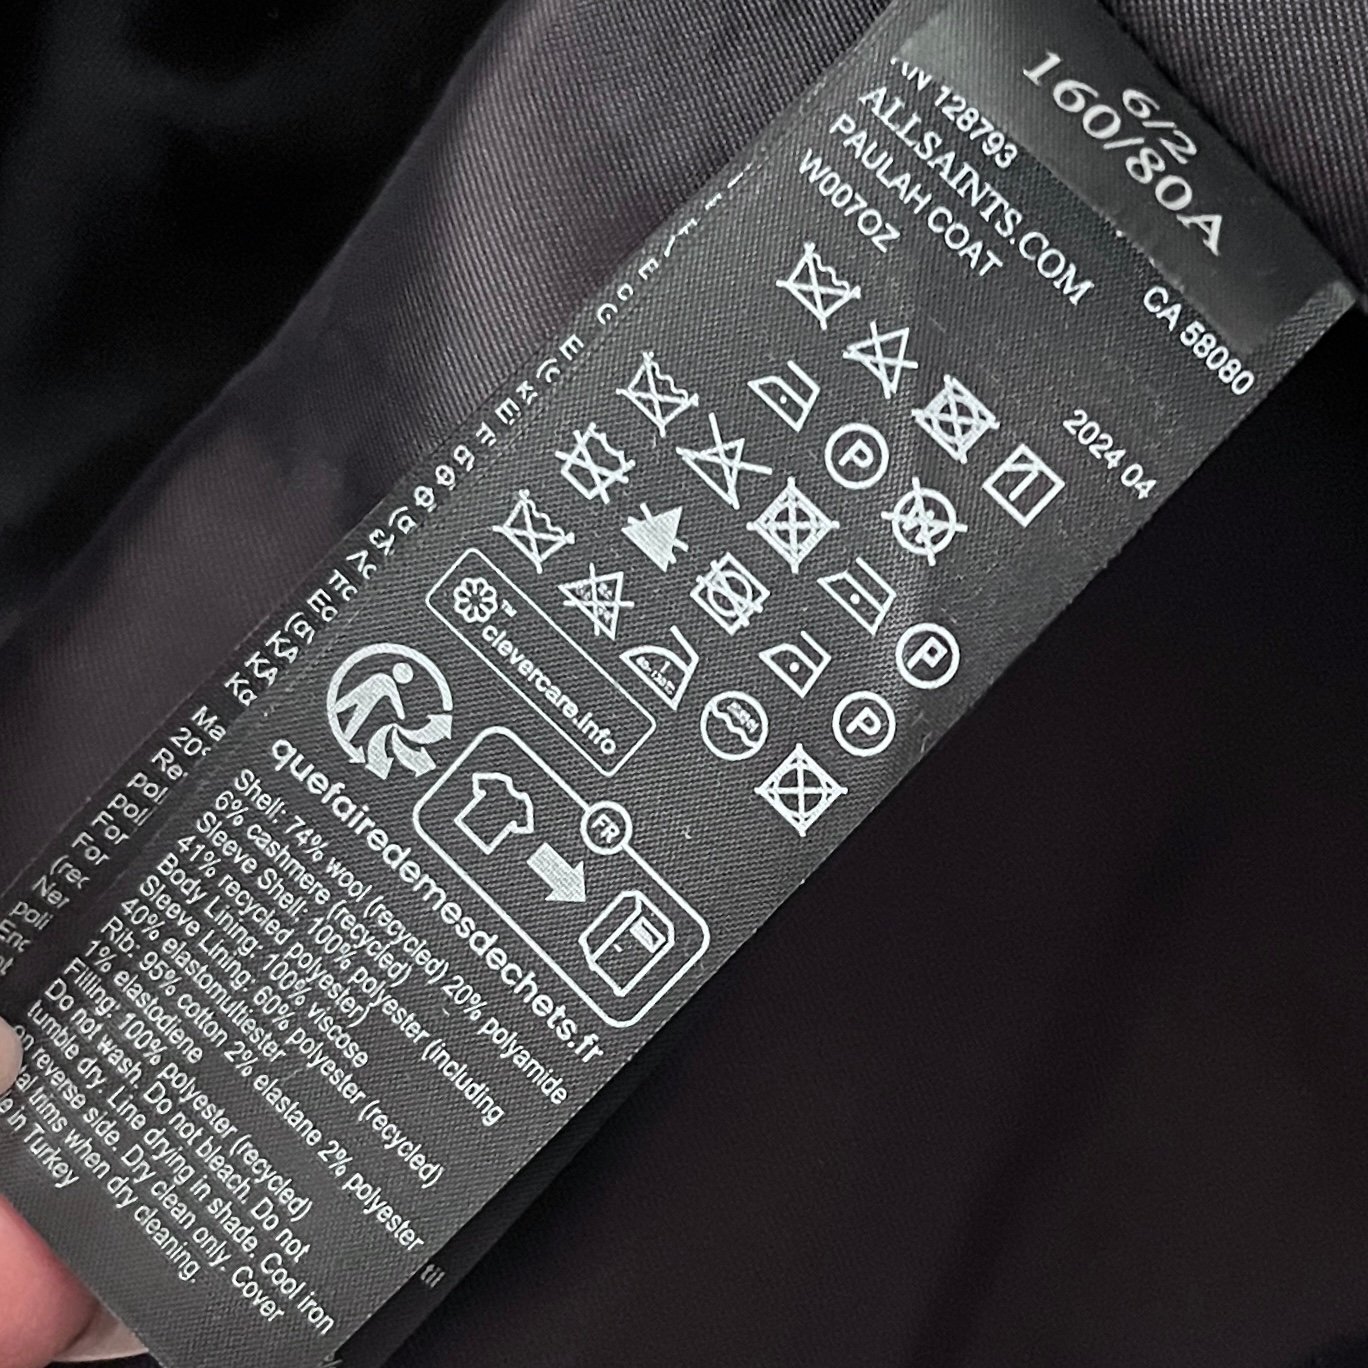 6/2
160/80A
128793
CA 58080
ALLSAINTS.COM
PAULAH COAT
2024 04
W007OZ
P
W
P
P
™
clevercare.info
FR
quefairedemesdechets.fr
Shell: 74% wool (recycled) 20% polyamide
6% cashmere (recycled)
Sleeve Shell: 100% polyester (including
41% recycled polyester)
Body Lining: 100% viscose
Sleeve Lining: 60% polyester (recycled)
40% elastomultiester
Rib: 95% cotton 2% elastane 2% polyester
1% elastodiene
Filling: 100% polyester (recycled)
Do not wash. Do not bleach. Do not
tumble dry. Line drying in shade. Cool iron
on reverse side. Dry clean only. Cover
trims when dry cleaning.
in Turkey